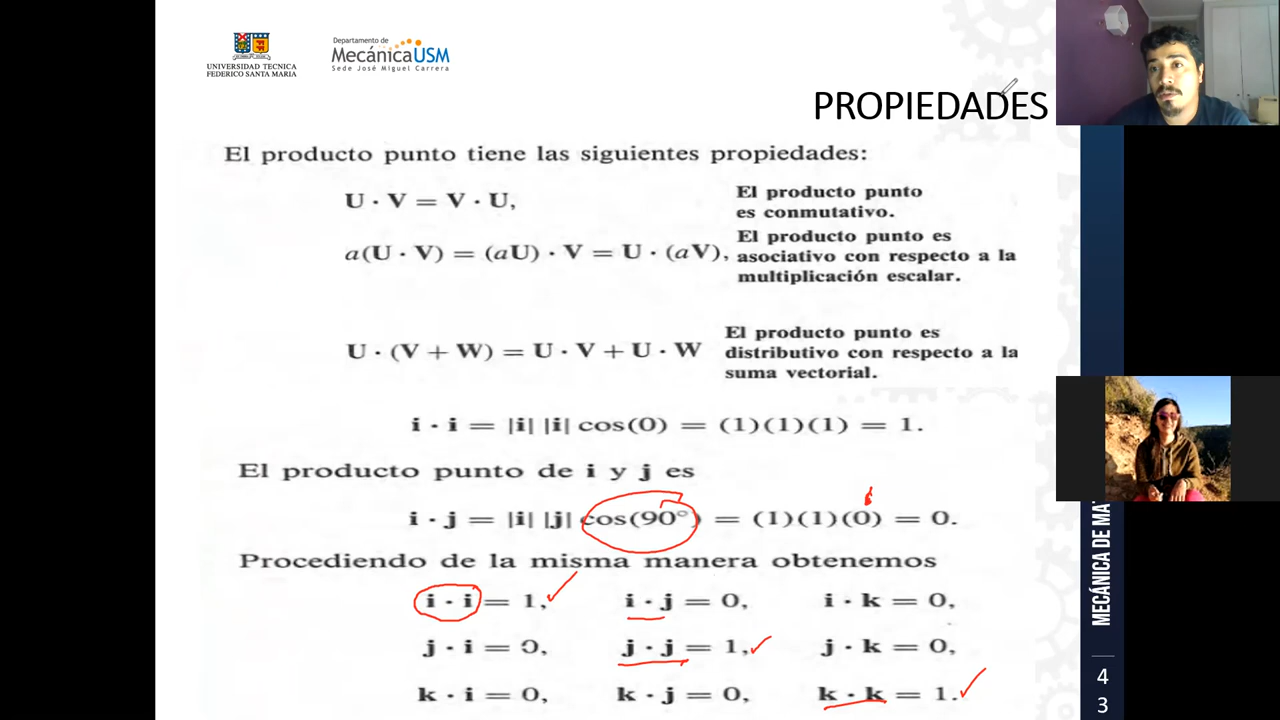 UNIVERSIDAD TECNICA
FEDERICO SANTA MARIA
Departamento de
MecánicaUSM
Sede José Miguel Carrera
PROPIEDADES
El producto punto tiene las siguientes propiedades:
U · V = V · U,
El producto punto
es conmutativo.
a(U · V) = (aU) · V = U · (aV),
El producto punto es
asociativo con respecto a la
multiplicación escalar.
U · (V + W) = U · V + U · W
El producto punto es
distributivo con respecto a la
suma vectorial.
i · i = |i| |i| cos(0) = (1)(1)(1) = 1.
El producto punto de i y j es
i · j = |i| |j| cos(90°) = (1)(1)(0) = 0.
Procediendo de la misma manera obtenemos
i · i = 1, i · j = 0, i · k = 0,
j · i = 0, j · j = 1, j · k = 0,
k · i = 0, k · j = 0, k · k = 1.
MECÁNICA DE MA
4
3